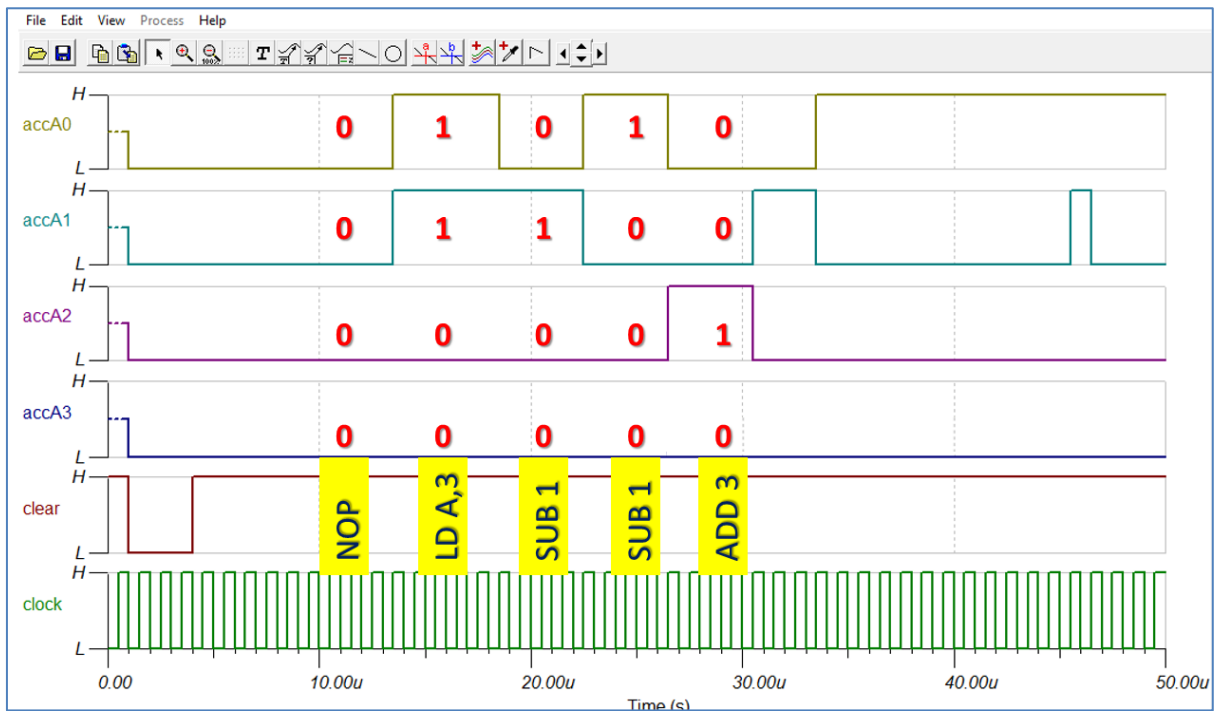 File Edit View Process Help
100% T a b
H
accA0
L
0 1 0 1 0
H
accA1
L
0 1 1 0 0
H
accA2
L
0 0 0 0 1
H
accA3
L
0 0 0 0 0
H
clear
L
NOP
LD A,3
SUB 1
SUB 1
ADD 3
H
clock
L
0.00 10.00u 20.00u 30.00u 40.00u 50.00u
Time (s)